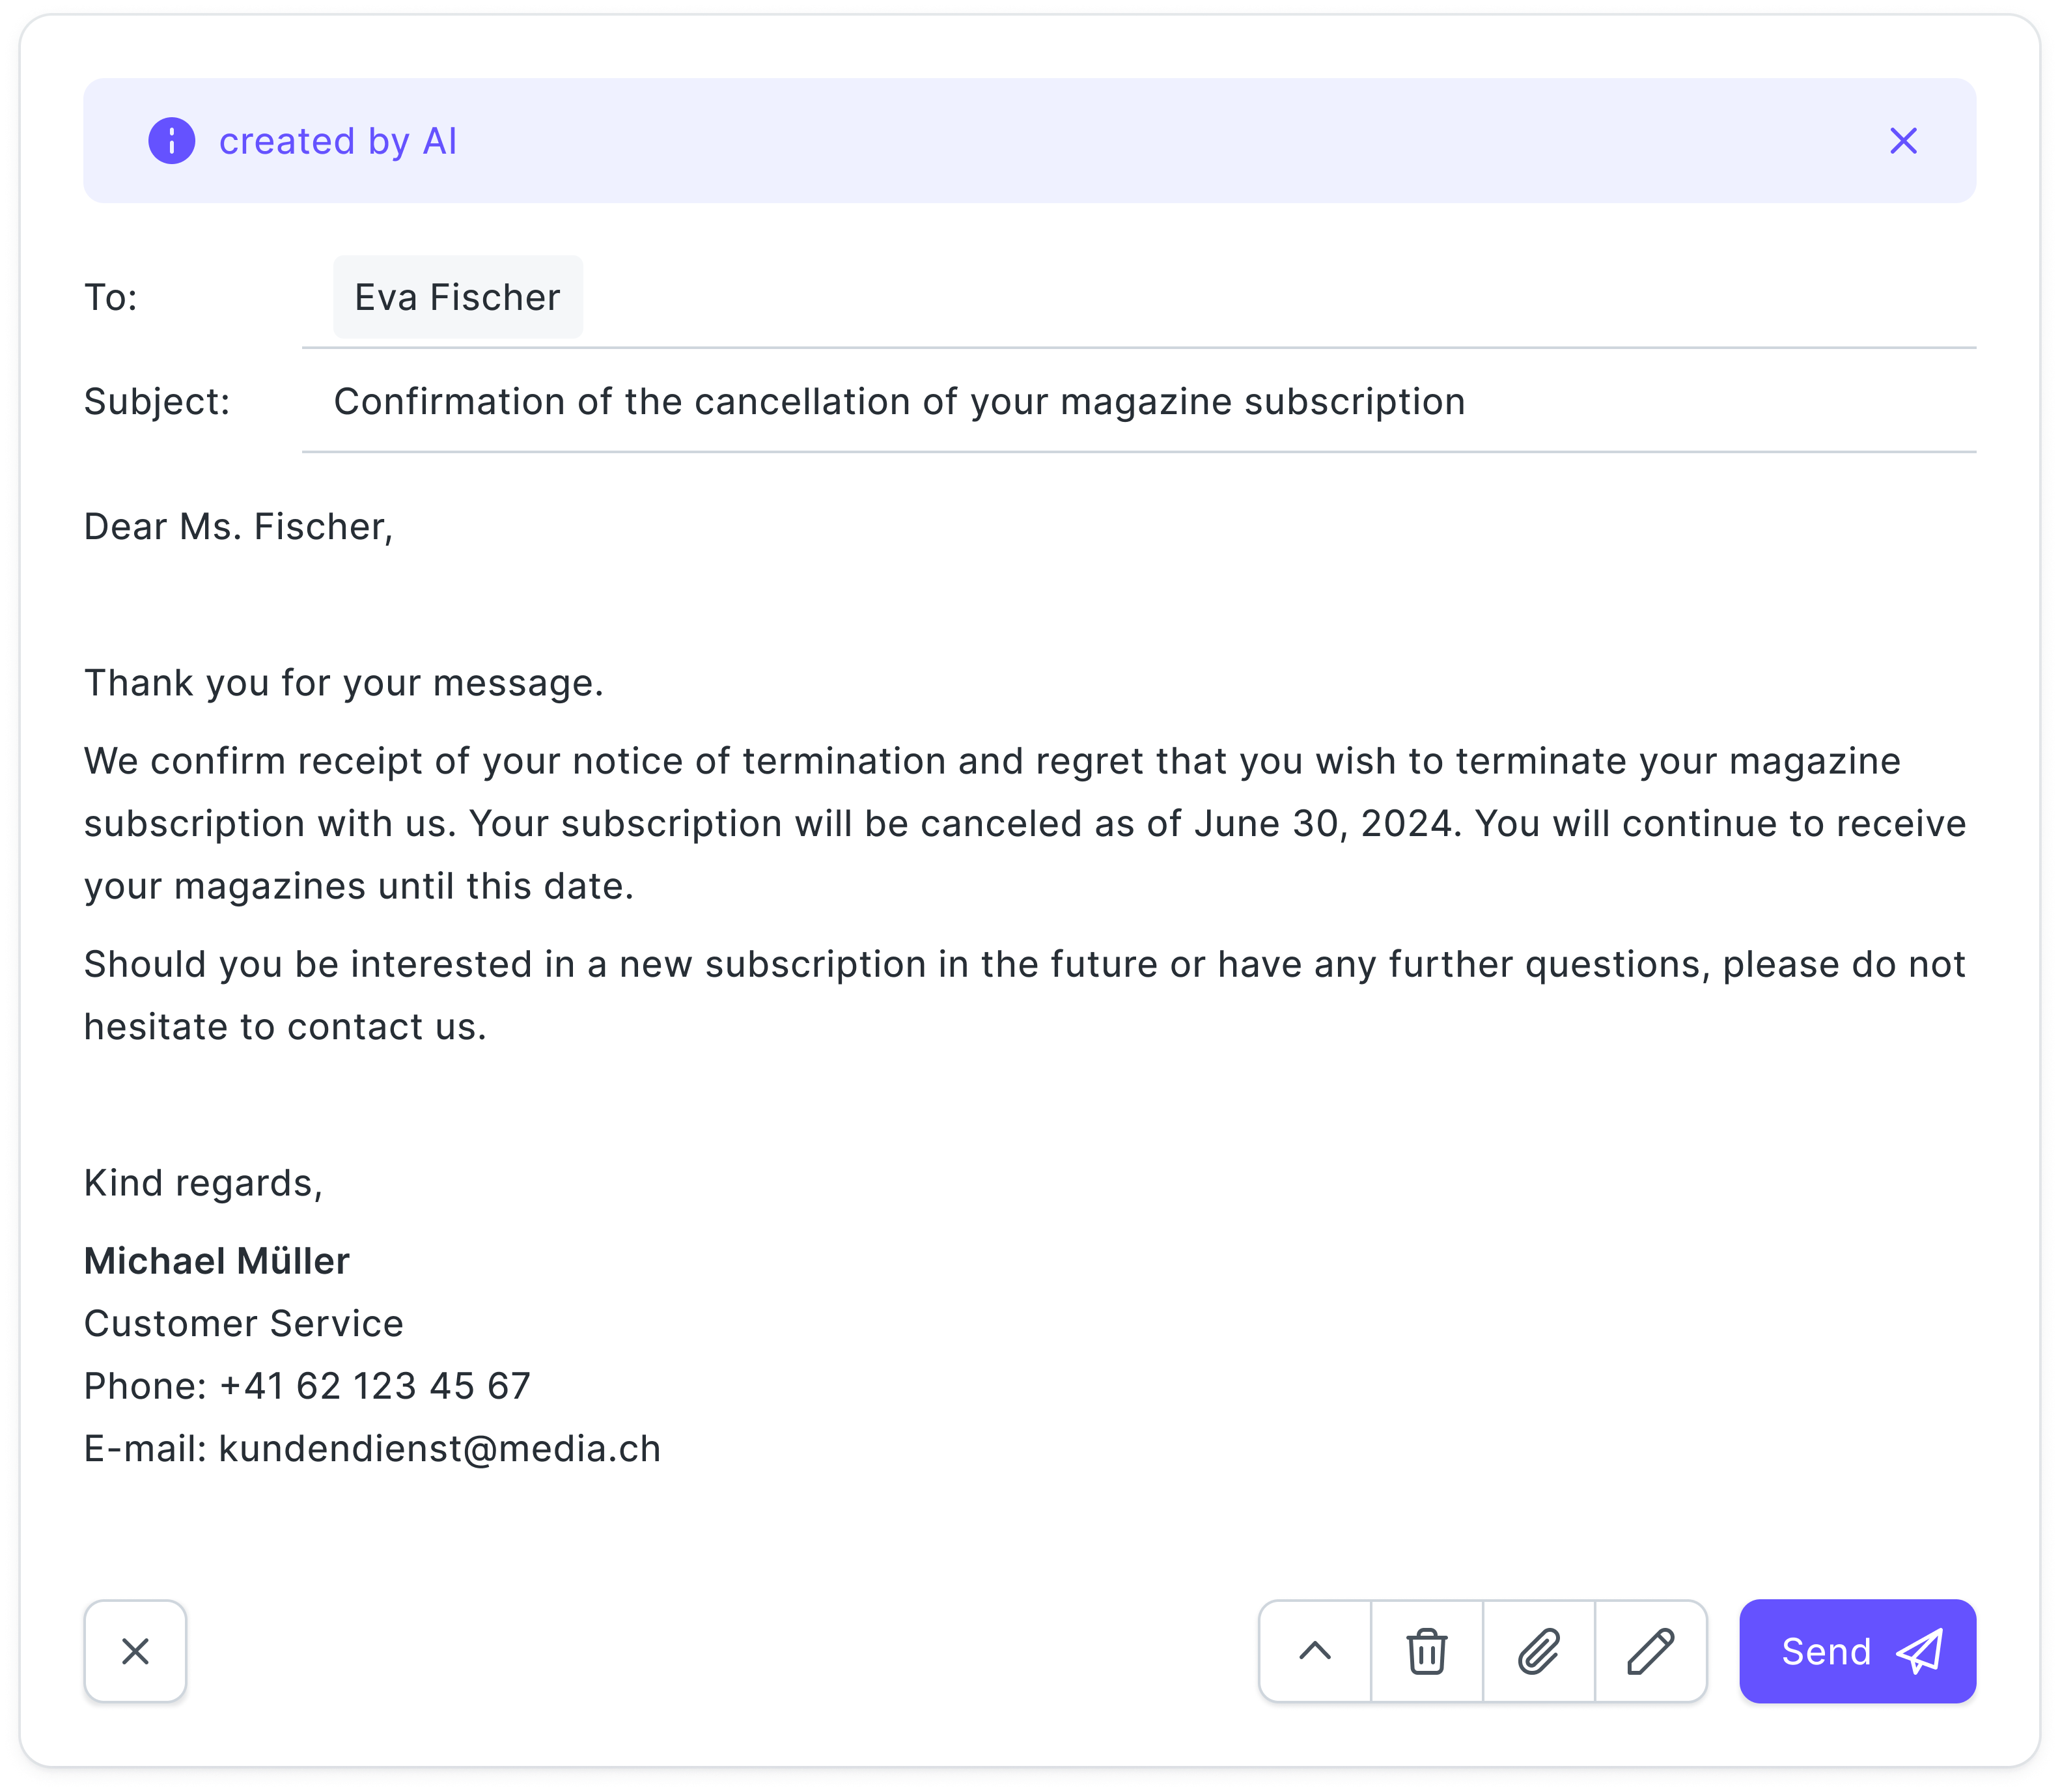 created by AI
To: Eva Fischer
Subject: Confirmation of the cancellation of your magazine subscription
Dear Ms. Fischer,
Thank you for your message.
We confirm receipt of your notice of termination and regret that you wish to terminate your magazine
subscription with us. Your subscription will be canceled as of June 30, 2024. You will continue to receive
your magazines until this date.
Should you be interested in a new subscription in the future or have any further questions, please do not
hesitate to contact us.
Kind regards,
Michael Müller
Customer Service
Phone: +41 62 123 45 67
E-mail: kundendienst@media.ch
Send